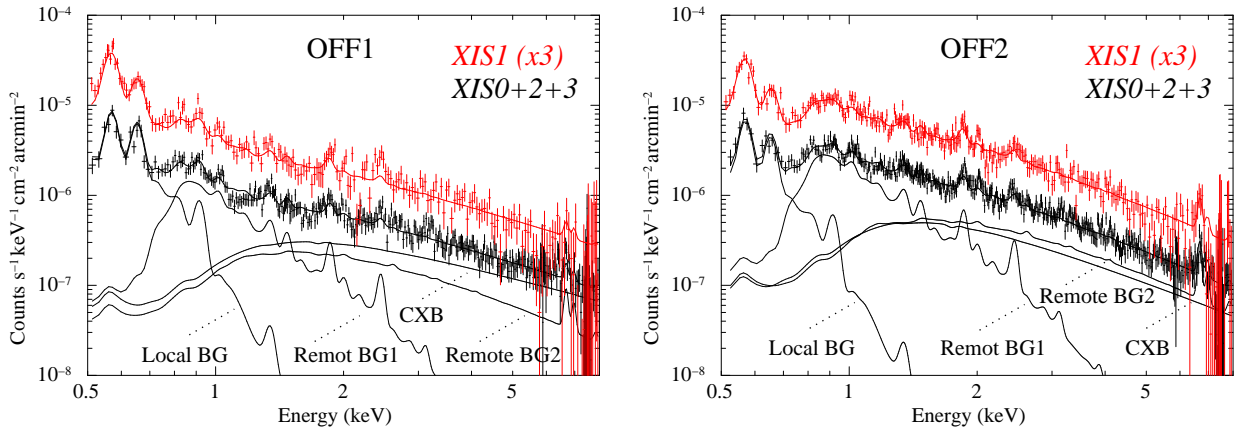 OFF1
XIS1 (x3)
XIS0+2+3
Counts s⁻¹ keV⁻¹ cm⁻² arcmin⁻²
10⁻⁴
10⁻⁵
10⁻⁶
10⁻⁷
10⁻⁸
CXB
Local BG
Remot BG1
Remote BG2
0.5 1 2 5
Energy (keV)
OFF2
XIS1 (x3)
XIS0+2+3
Counts s⁻¹ keV⁻¹ cm⁻² arcmin⁻²
10⁻⁴
10⁻⁵
10⁻⁶
10⁻⁷
10⁻⁸
Remote BG2
Local BG
Remot BG1
CXB
0.5 1 2 5
Energy (keV)